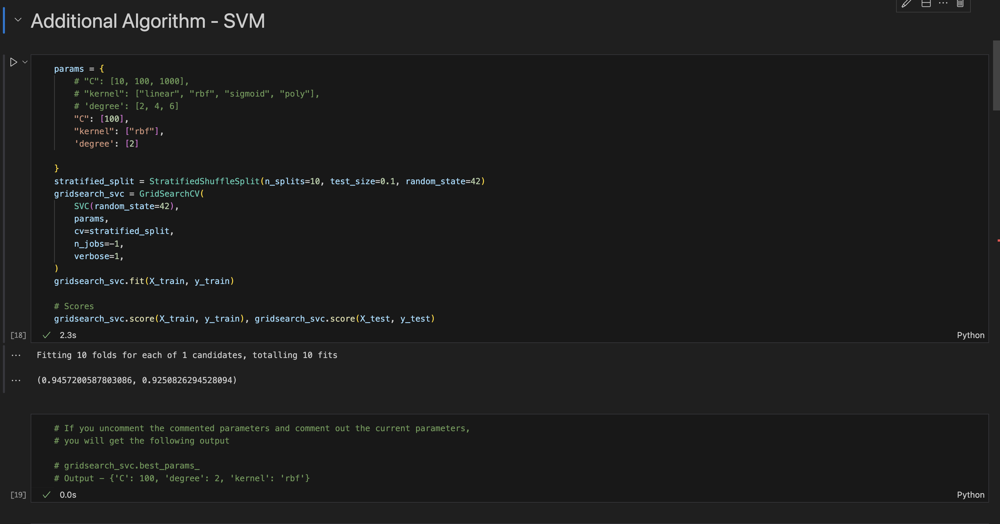 Additional Algorithm - SVM
params = {
# "C": [10, 100, 1000],
# "kernel": ["linear", "rbf", "sigmoid", "poly"],
# 'degree': [2, 4, 6]
"C": [100],
"kernel": ["rbf"],
'degree': [2]
}
stratified_split = StratifiedShuffleSplit(n_splits=10, test_size=0.1, random_state=42)
gridsearch_svc = GridSearchCV(
SVC(random_state=42),
params,
cv=stratified_split,
n_jobs=-1,
verbose=1,
)
gridsearch_svc.fit(X_train, y_train)
# Scores
gridsearch_svc.score(X_train, y_train), gridsearch_svc.score(X_test, y_test)
[18] 2.3s Python
Fitting 10 folds for each of 1 candidates, totalling 10 fits
(0.9457200587803086, 0.9250826294528094)
# If you uncomment the commented parameters and comment out the current parameters,
# you will get the following output
# gridsearch_svc.best_params_
# Output - {'C': 100, 'degree': 2, 'kernel': 'rbf'}
[19] 0.0s Python